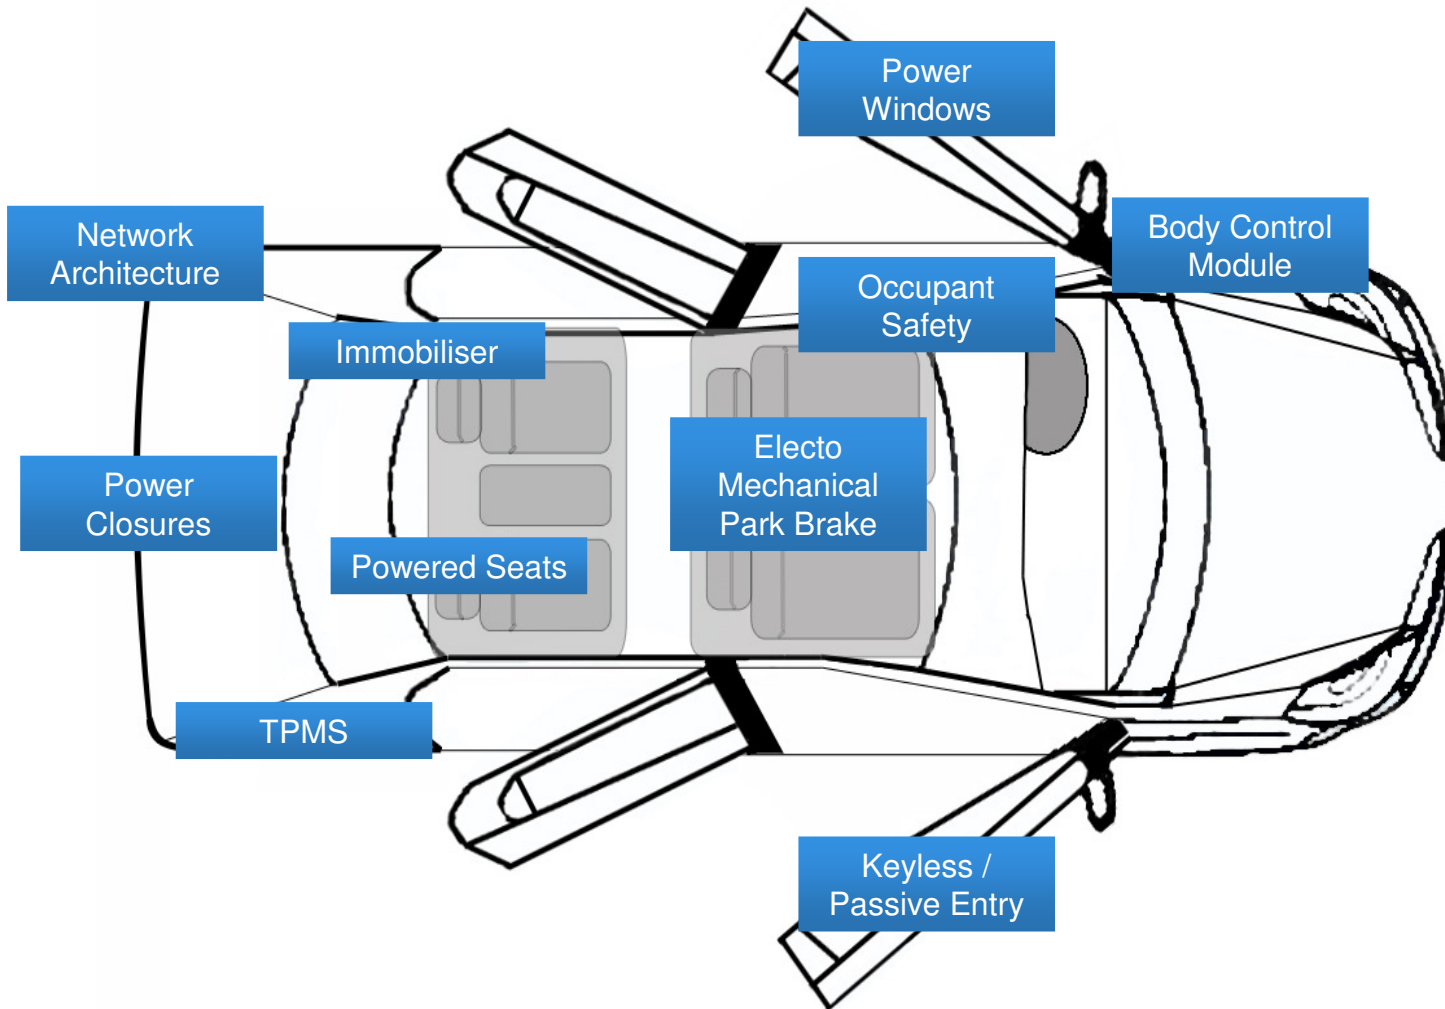 Power
Windows
Network
Architecture
Body Control
Module
Occupant
Safety
Immobiliser
Electo
Mechanical
Park Brake
Power
Closures
Powered Seats
TPMS
Keyless /
Passive Entry